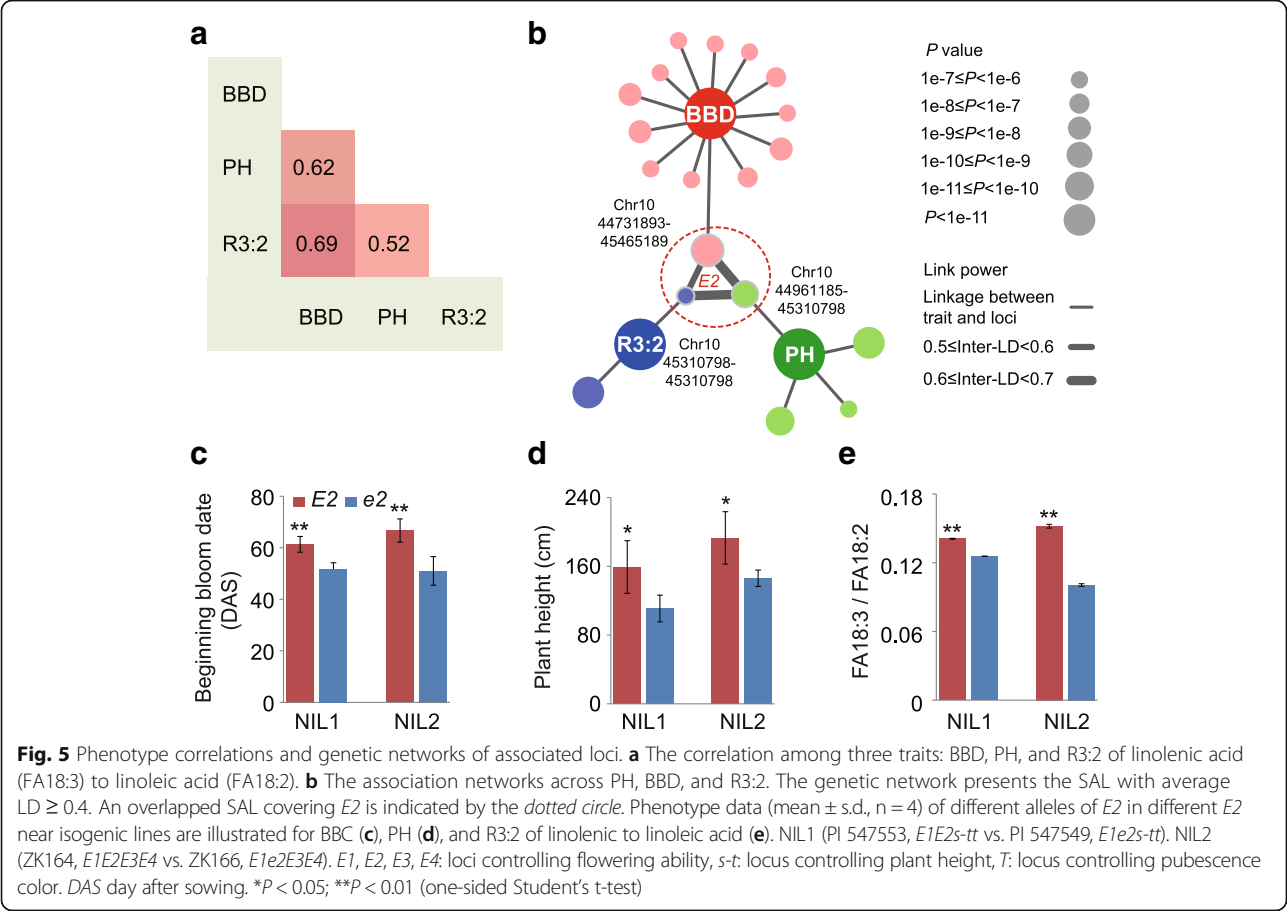 a
BBD
PH
R3:2
0.62
0.69
0.52
BBD
PH
R3:2
b
BBD
Chr10
44731893-
45465189
E2
Chr10
44961185-
45310798
R3:2
Chr10
45310798-
45310798
PH
P value
1e-7≤P<1e-6
1e-8≤P<1e-7
1e-9≤P<1e-8
1e-10≤P<1e-9
1e-11≤P<1e-10
P<1e-11
Link power
Linkage between
trait and loci
0.5≤Inter-LD<0.6
0.6≤Inter-LD<0.7
c
Beginning bloom date
(DAS)
80
60
40
20
0
E2 e2
**
**
NIL1
NIL2
d
Plant height (cm)
240
160
80
0
*
*
NIL1
NIL2
e
FA18:3 / FA18:2
0.18
0.12
0.06
0
**
**
NIL1
NIL2
Fig. 5 Phenotype correlations and genetic networks of associated loci. a The correlation among three traits: BBD, PH, and R3:2 of linolenic acid
(FA18:3) to linoleic acid (FA18:2). b The association networks across PH, BBD, and R3:2. The genetic network presents the SAL with average
LD ≥ 0.4. An overlapped SAL covering E2 is indicated by the dotted circle. Phenotype data (mean ± s.d., n = 4) of different alleles of E2 in different E2
near isogenic lines are illustrated for BBC (c), PH (d), and R3:2 of linolenic to linoleic acid (e). NIL1 (PI 547553, E1E2s-tt vs. PI 547549, E1e2s-tt). NIL2
(ZK164, E1E2E3E4 vs. ZK166, E1e2E3E4). E1, E2, E3, E4: loci controlling flowering ability, s-t: locus controlling plant height, T: locus controlling pubescence
color. DAS day after sowing. *P < 0.05; **P < 0.01 (one-sided Student's t-test)